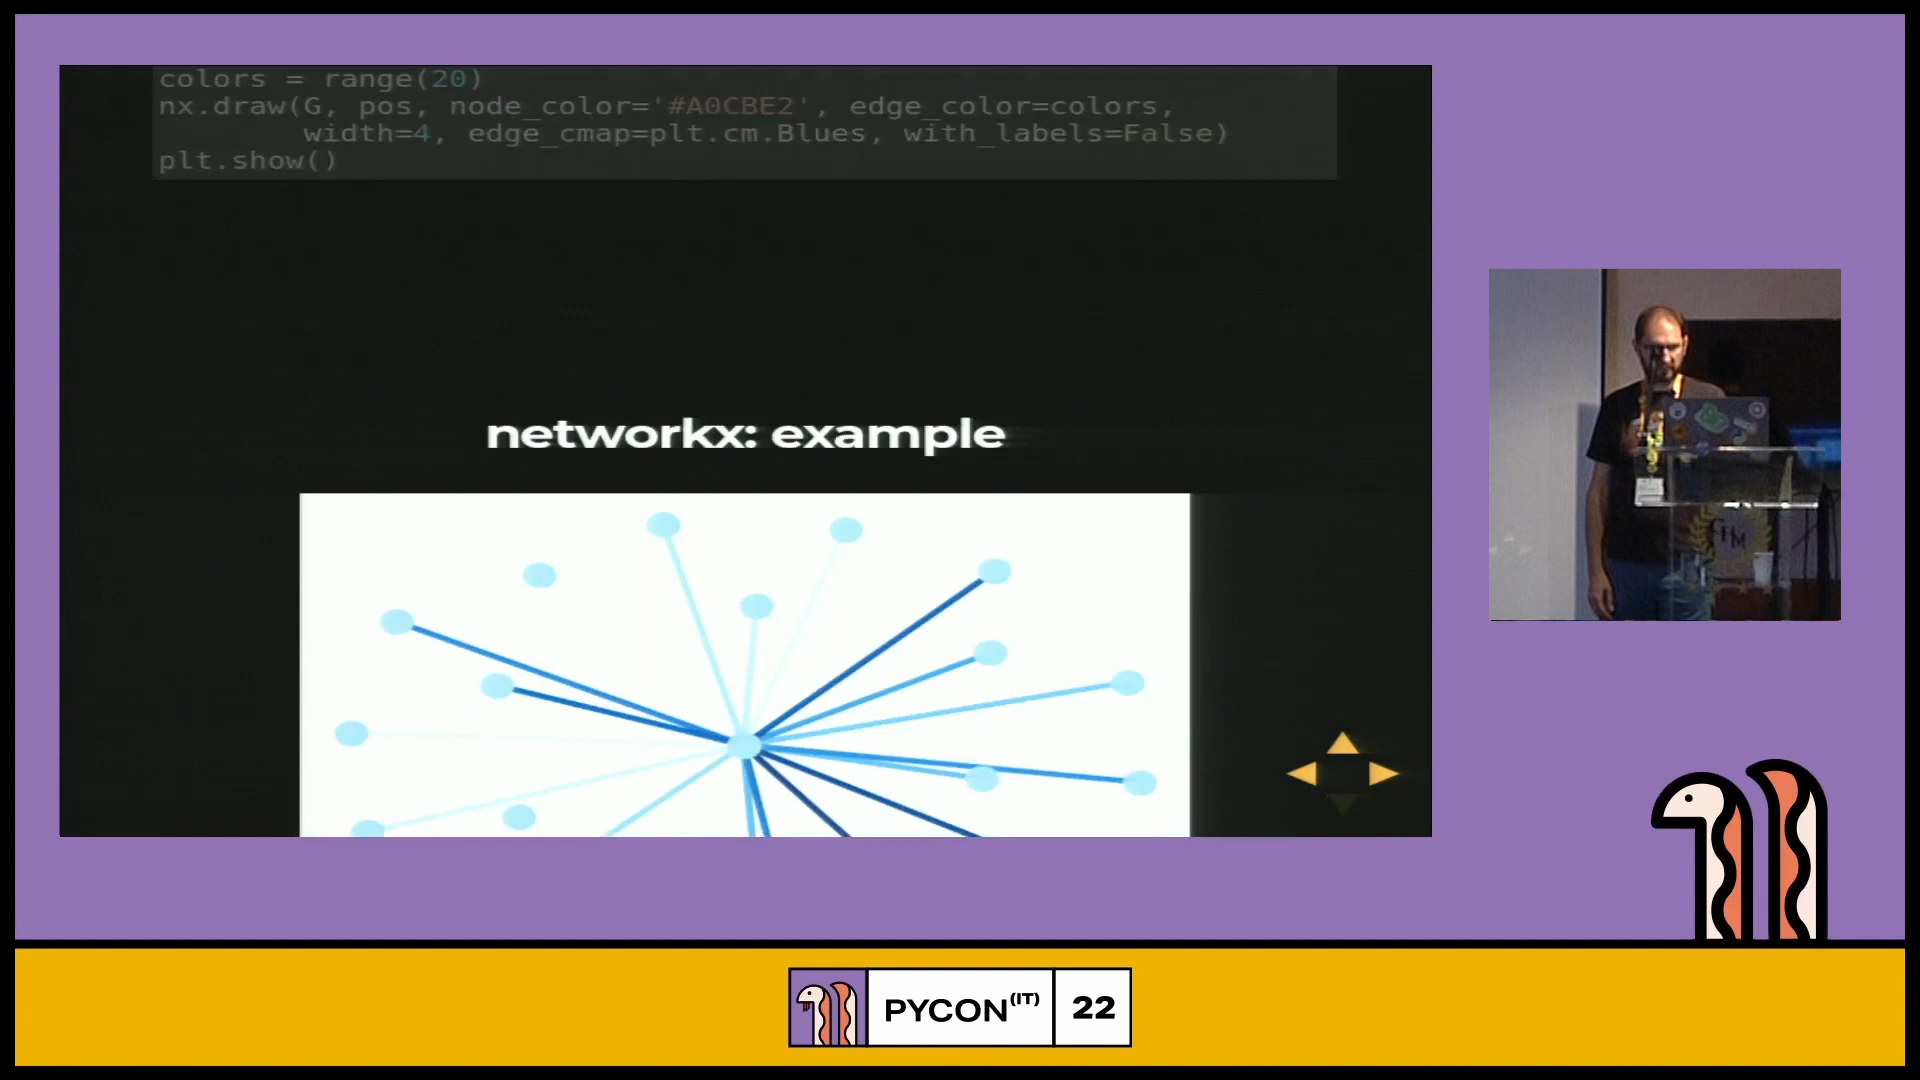 colors = range(20)
nx.draw(G, pos, node_color='#A0CBE2', edge_color=colors,
width=4, edge_cmap=plt.cm.Blues, with_labels=False)
plt.show()
networkx: example
GHM
PYCON(IT) 22